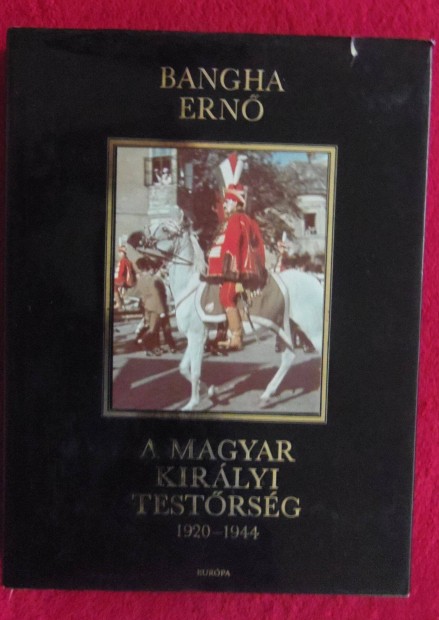 BANGHA
ERNŐ
A MAGYAR
KIRÁLYI
TESTŐRSÉG
1920–1944
EURÓPA